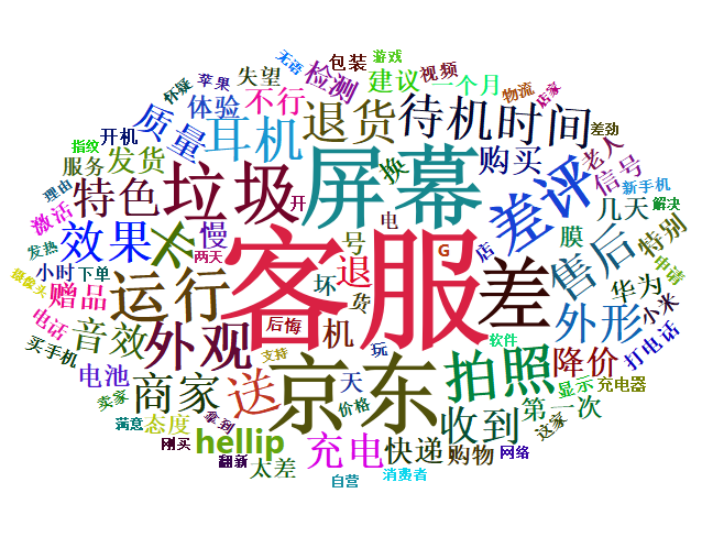 游戏
无语
包装
视频
失望
检测
建议
一个月
苹果
怀疑
不行
物流
店家
体验
质量
开机
耳机
退货
待机时间
差劲
指纹
服务
发货
换
购买
老人
信号
新手机
理由
特色
垃圾
开
屏幕
差评
几天
解决
激活
电
膜
特别
效果
太
慢
号
G
店
售后
发热
两天
客服
差
中端
摄像头
小时
下单
赠品
运行
退
坏
货
华为
小米
电话
音效
外观
后悔
机
软件
外形
打电话
买手机
支持
玩
拍照
降价
电池
商家
送
京东
天
价格
显示
充电器
卖家
收到
第一次
满意
态度
拿到
这家
刚买
hellip
充电
快递
购物
网络
翻新
太差
消费者
自营